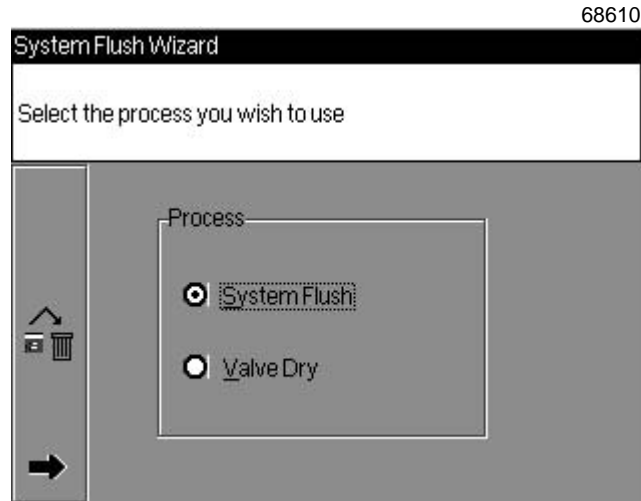 68610
System Flush Wizard
Select the process you wish to use
Process
System Flush
Valve Dry